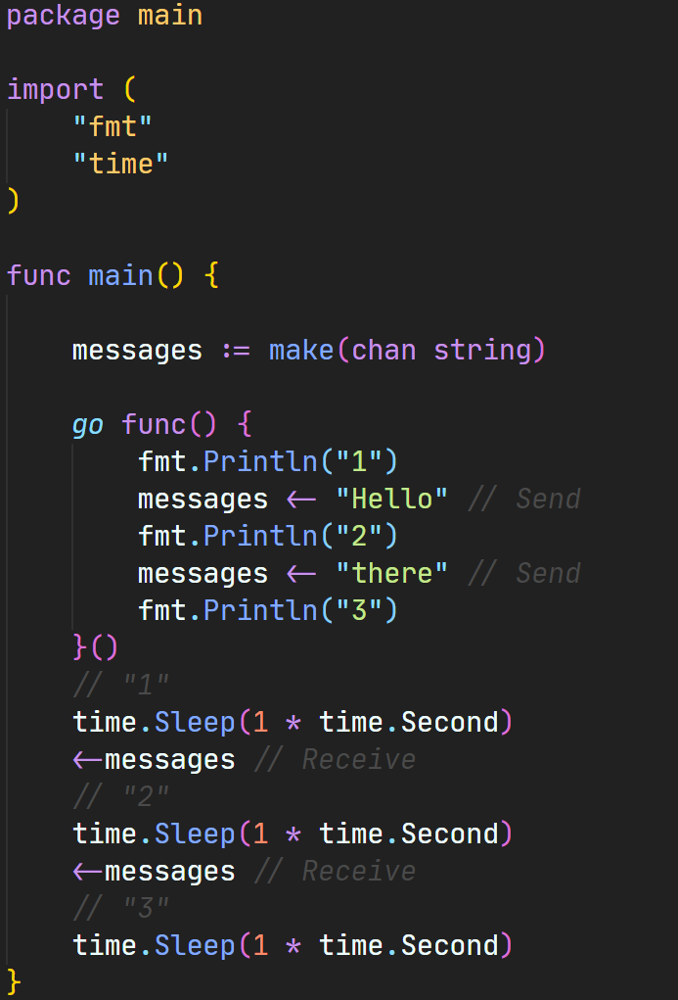 package main

import (
    "fmt"
    "time"
)

func main() {

    messages := make(chan string)

    go func() {
        fmt.Println("1")
        messages <- "Hello" // Send
        fmt.Println("2")
        messages <- "there" // Send
        fmt.Println("3")
    }()
    // "1"
    time.Sleep(1 * time.Second)
    <-messages // Receive
    // "2"
    time.Sleep(1 * time.Second)
    <-messages // Receive
    // "3"
    time.Sleep(1 * time.Second)
}